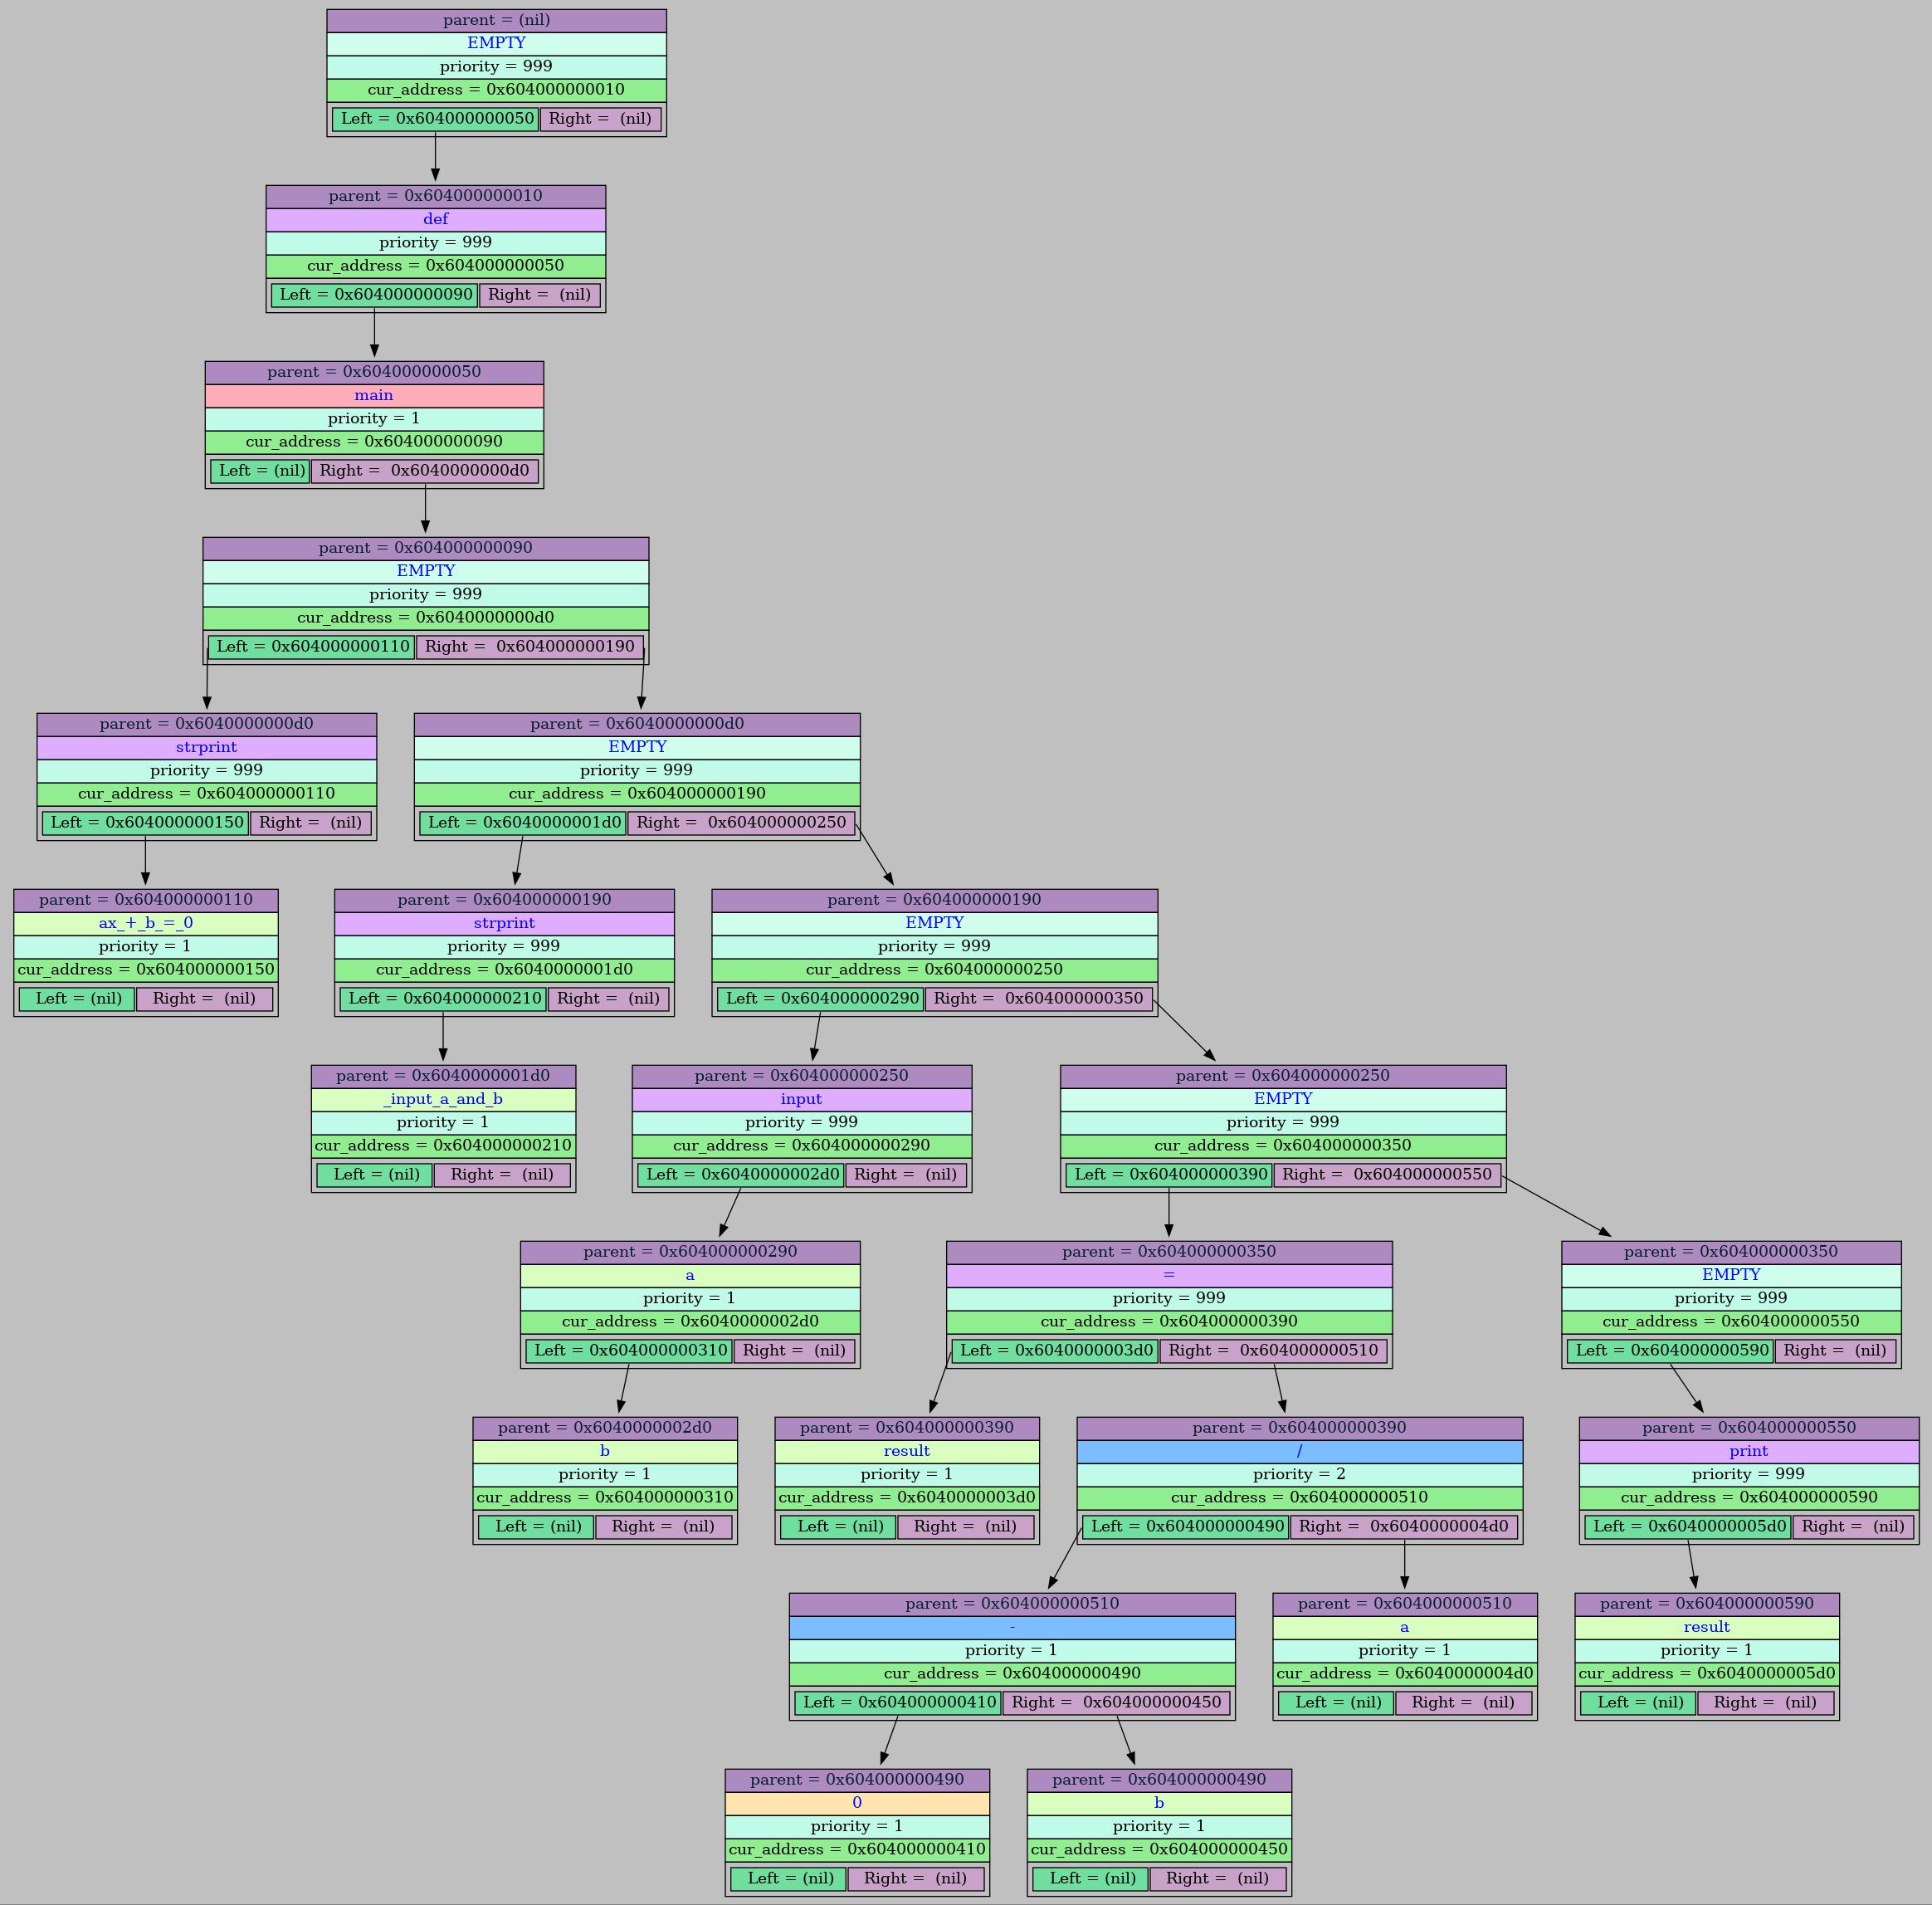 parent = (nil)
EMPTY
priority = 999
cur_address = 0x604000000010
Left = 0x604000000050 Right = (nil)
parent = 0x604000000010
def
priority = 999
cur_address = 0x604000000050
Left = 0x604000000090 Right = (nil)
parent = 0x604000000050
main
priority = 1
cur_address = 0x604000000090
Left = (nil) Right = 0x6040000000d0
parent = 0x604000000090
EMPTY
priority = 999
cur_address = 0x6040000000d0
Left = 0x604000000110 Right = 0x604000000190
parent = 0x6040000000d0
strprint
priority = 999
cur_address = 0x604000000110
Left = 0x604000000150 Right = (nil)
parent = 0x6040000000d0
EMPTY
priority = 999
cur_address = 0x604000000190
Left = 0x6040000001d0 Right = 0x604000000250
parent = 0x604000000110
ax_+_b_=_0
priority = 1
cur_address = 0x604000000150
Left = (nil) Right = (nil)
parent = 0x604000000190
strprint
priority = 999
cur_address = 0x6040000001d0
Left = 0x604000000210 Right = (nil)
parent = 0x604000000190
EMPTY
priority = 999
cur_address = 0x604000000250
Left = 0x604000000290 Right = 0x604000000350
parent = 0x6040000001d0
_input_a_and_b
priority = 1
cur_address = 0x604000000210
Left = (nil) Right = (nil)
parent = 0x604000000250
input
priority = 999
cur_address = 0x604000000290
Left = 0x6040000002d0 Right = (nil)
parent = 0x604000000250
EMPTY
priority = 999
cur_address = 0x604000000350
Left = 0x604000000390 Right = 0x604000000550
parent = 0x604000000290
a
priority = 1
cur_address = 0x6040000002d0
Left = 0x604000000310 Right = (nil)
parent = 0x604000000350
=
priority = 999
cur_address = 0x604000000390
Left = 0x6040000003d0 Right = 0x604000000510
parent = 0x604000000350
EMPTY
priority = 999
cur_address = 0x604000000550
Left = 0x604000000590 Right = (nil)
parent = 0x6040000002d0
b
priority = 1
cur_address = 0x604000000310
Left = (nil) Right = (nil)
parent = 0x604000000390
result
priority = 1
cur_address = 0x6040000003d0
Left = (nil) Right = (nil)
parent = 0x604000000390
/
priority = 2
cur_address = 0x604000000510
Left = 0x604000000490 Right = 0x6040000004d0
parent = 0x604000000550
print
priority = 999
cur_address = 0x604000000590
Left = 0x6040000005d0 Right = (nil)
parent = 0x604000000510
-
priority = 1
cur_address = 0x604000000490
Left = 0x604000000410 Right = 0x604000000450
parent = 0x604000000510
a
priority = 1
cur_address = 0x6040000004d0
Left = (nil) Right = (nil)
parent = 0x604000000590
result
priority = 1
cur_address = 0x6040000005d0
Left = (nil) Right = (nil)
parent = 0x604000000490
0
priority = 1
cur_address = 0x604000000410
Left = (nil) Right = (nil)
parent = 0x604000000490
b
priority = 1
cur_address = 0x604000000450
Left = (nil) Right = (nil)